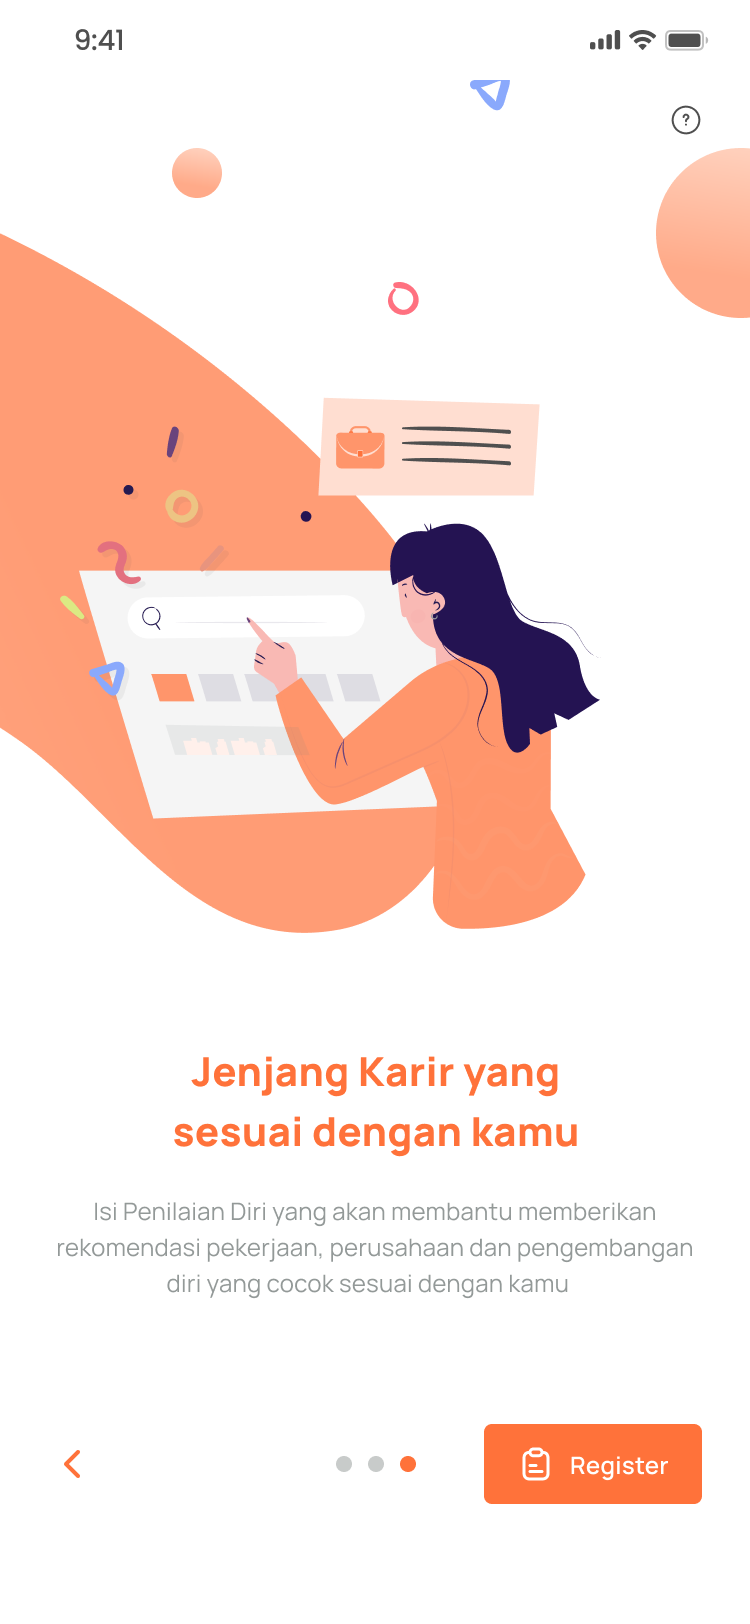 9:41
?
Jenjang Karir yang
sesuai dengan kamu
Isi Penilaian Diri yang akan membantu memberikan
rekomendasi pekerjaan, perusahaan dan pengembangan
diri yang cocok sesuai dengan kamu
Register